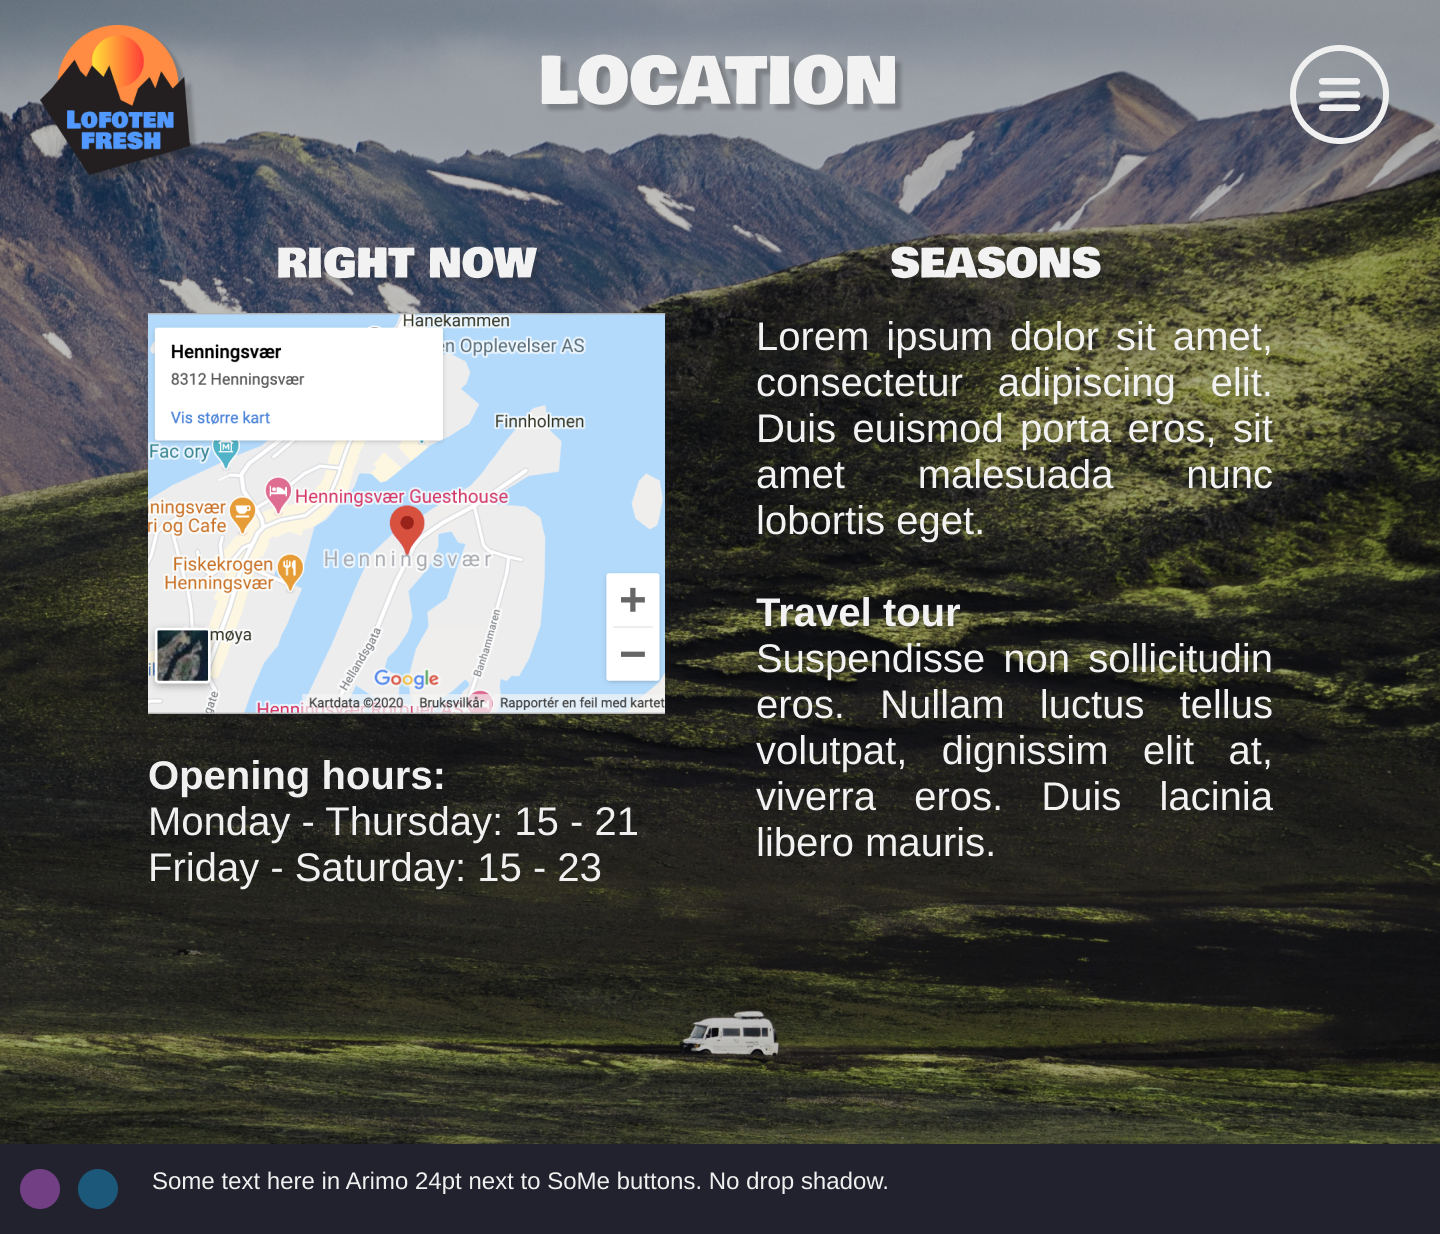 LOFOTEN
FRESH
LOCATION
RIGHT NOW
Hanekammen
en Opplevelser AS
Henningsvær
8312 Henningsvær
Vis større kart
Finnholmen
Fac ory
Henningsvær Guesthouse
ningsvær
ri og Cafe
Henningsvær
Fiskekrogen
Henningsvær
møya
Hellandsgata
Banhammaren
gate
Google
Kartdata ©2020 Bruksvilkår Rapportér en feil med kartet
Opening hours:
Monday - Thursday: 15 - 21
Friday - Saturday: 15 - 23
SEASONS
Lorem ipsum dolor sit amet,
consectetur adipiscing elit.
Duis euismod porta eros, sit
amet malesuada nunc
lobortis eget.
Travel tour
Suspendisse non sollicitudin
eros. Nullam luctus tellus
volutpat, dignissim elit at,
viverra eros. Duis lacinia
libero mauris.
Some text here in Arimo 24pt next to SoMe buttons. No drop shadow.